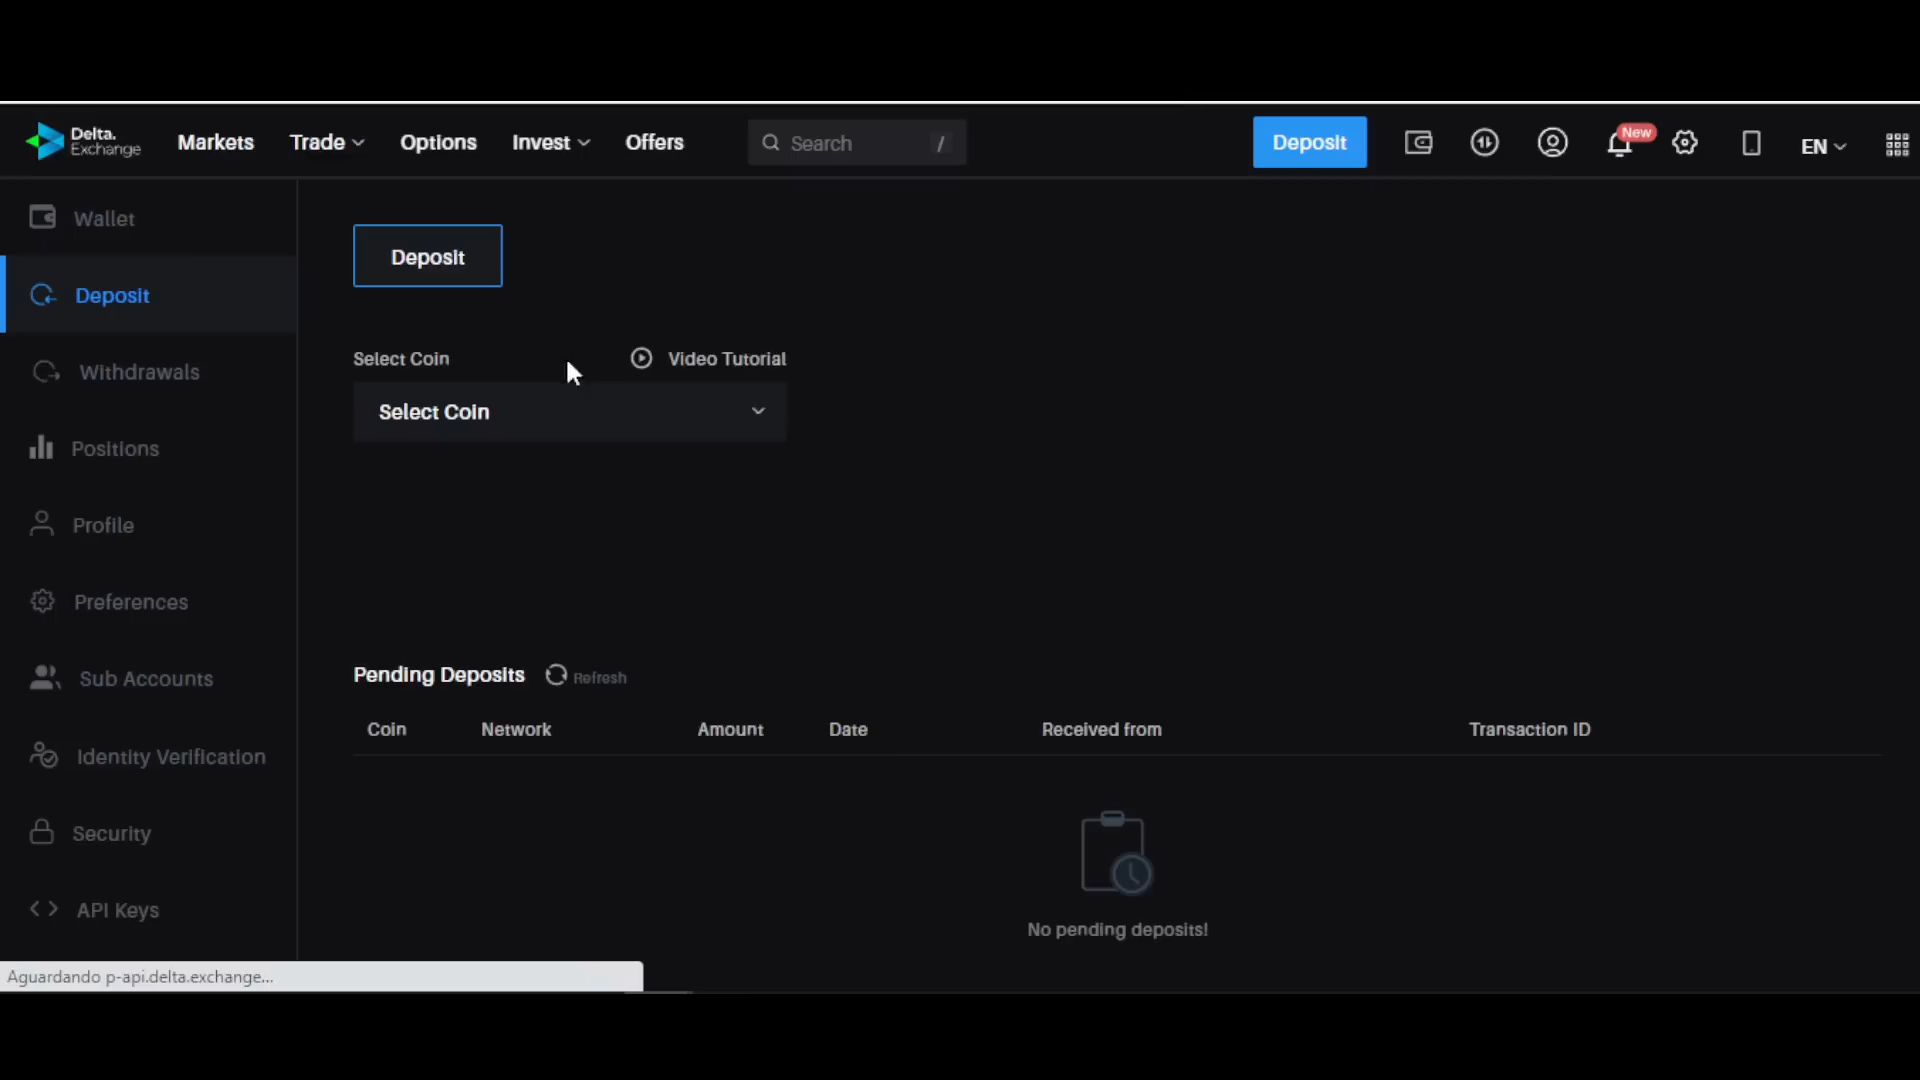 Delta.
Exchange
Markets
Trade
Options
Invest
Offers
Search
/
Deposit
New
EN
Wallet
Deposit
Withdrawals
Positions
Profile
Preferences
Sub Accounts
Identity Verification
Security
API Keys
Deposit
Select Coin
Video Tutorial
Select Coin
Pending Deposits
Refresh
Coin Network Amount Date Received from Transaction ID
No pending deposits!
Aguardando p-api.delta.exchange...